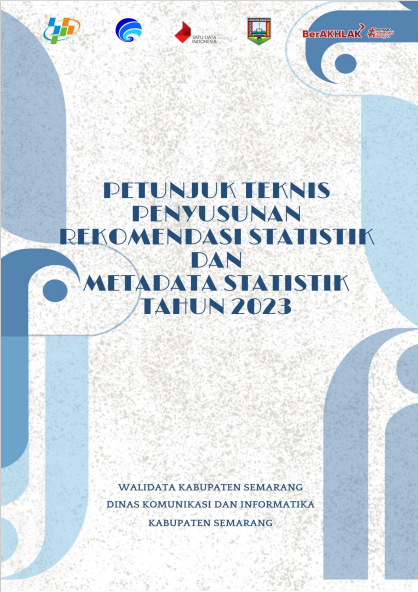 SATU DATA
INDONESIA
BerAKHLAK
PETUNJUK TEKNIS
PENYUSUNAN
REKOMENDASI STATISTIK
DAN
METADATA STATISTIK
TAHUN 2023
WALIDATA KABUPATEN SEMARANG
DINAS KOMUNIKASI DAN INFORMATIKA
KABUPATEN SEMARANG